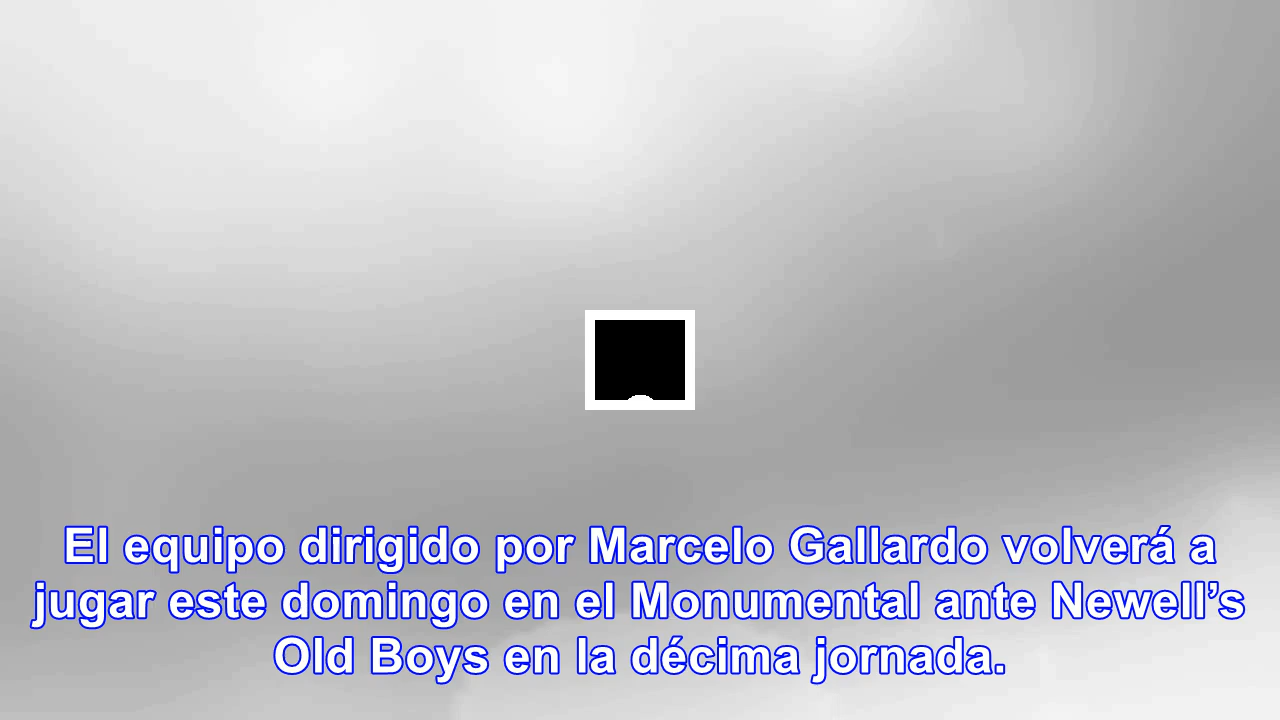 El equipo dirigido por Marcelo Gallardo volverá a
jugar este domingo en el Monumental ante Newell’s
Old Boys en la décima jornada.